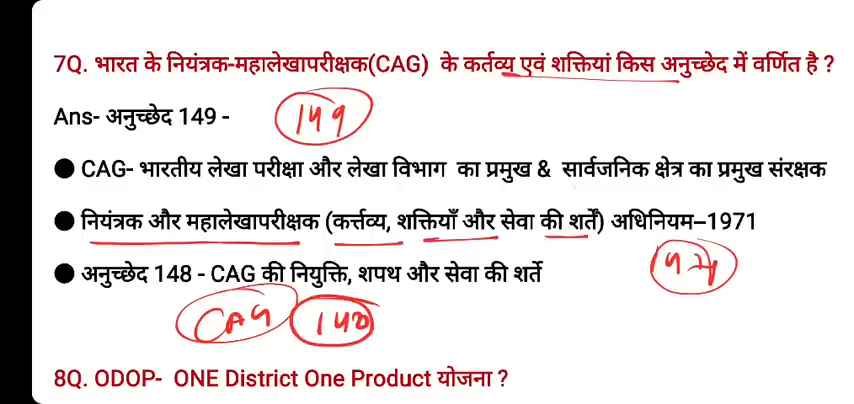 7Q. भारत के नियंत्रक-महालेखापरीक्षक(CAG) के कर्तव्य एवं शक्तियां किस अनुच्छेद में वर्णित है ?
Ans- अनुच्छेद 149 -
149
● CAG- भारतीय लेखा परीक्षा और लेखा विभाग का प्रमुख & सार्वजनिक क्षेत्र का प्रमुख संरक्षक
● नियंत्रक और महालेखापरीक्षक (कर्त्तव्य, शक्तियाँ और सेवा की शर्तें) अधिनियम–1971
● अनुच्छेद 148 - CAG की नियुक्ति, शपथ और सेवा की शर्ते
CAG
8Q. ODOP- ONE District One Product योजना ?